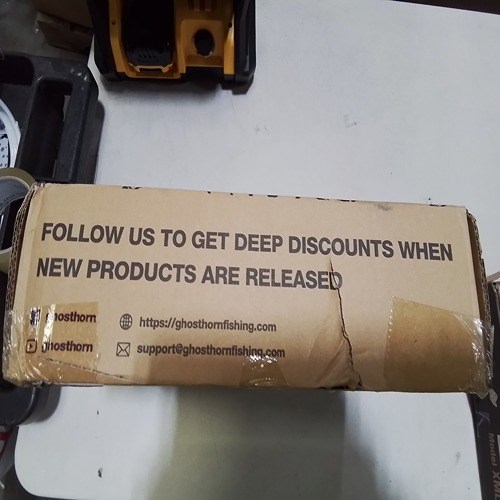 FOLLOW US TO GET DEEP DISCOUNTS WHEN
NEW PRODUCTS ARE RELEASED
ghosthorn
https://ghosthornfishing.com
ghosthorn
support@ghosthornfishing.com